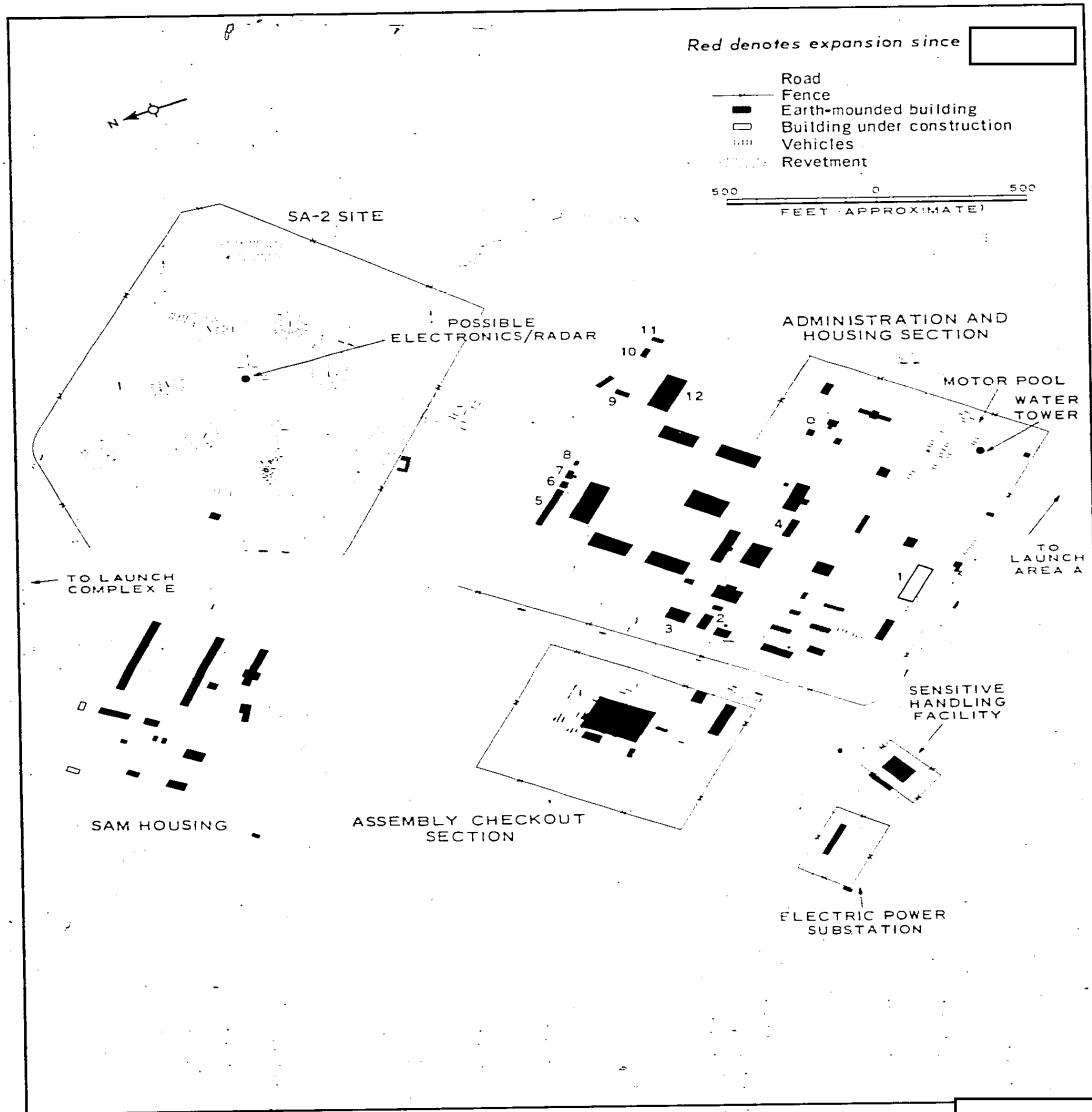 Red denotes expansion since
Road
Fence
Earth-mounded building
Building under construction
Vehicles
Revetment
500 0 500
FEET (APPROXIMATE)
N
SA-2 SITE
POSSIBLE
ELECTRONICS/RADAR
ADMINISTRATION AND
HOUSING SECTION
MOTOR POOL
WATER
TOWER
11
10
9
12
8
7
6
5
4
1
3
2
TO
LAUNCH
AREA A
TO LAUNCH
COMPLEX E
SENSITIVE
HANDLING
FACILITY
SAM HOUSING
ASSEMBLY CHECKOUT
SECTION
ELECTRIC POWER
SUBSTATION